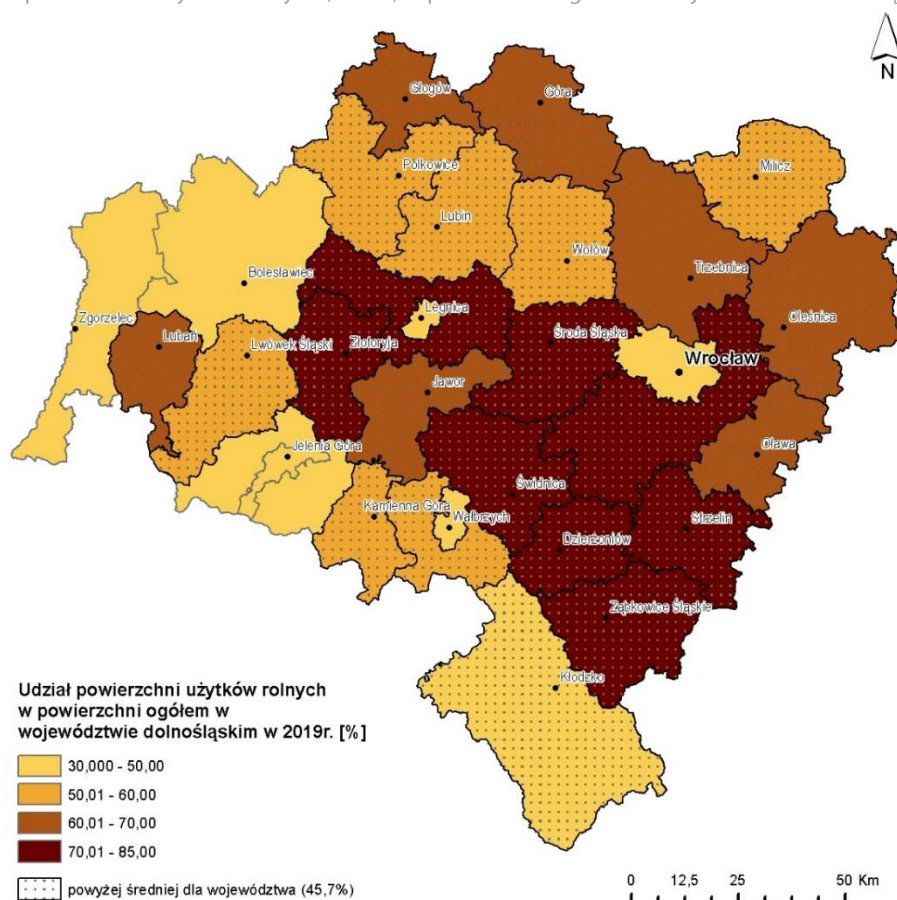 N
Głogów
Góra
Polkowice
Milicz
Lubin
Wołów
Bolesławiec
Trzebnica
Zgorzelec
Legnica
Oleśnica
Lubań
Lwówek Śląski
Złotoryja
Środa Śląska
Wrocław
Jawor
Jelenia Góra
Oława
Świdnica
Kamienna Góra
Wałbrzych
Strzelin
Dzierżoniów
Ząbkowice Śląskie
Kłodzko
Udział powierzchni użytków rolnych
w powierzchni ogółem w
województwie dolnośląskim w 2019r. [%]
30,000 - 50,00
50,01 - 60,00
60,01 - 70,00
70,01 - 85,00
powyżej średniej dla województwa (45,7%)
0 12,5 25 50 Km